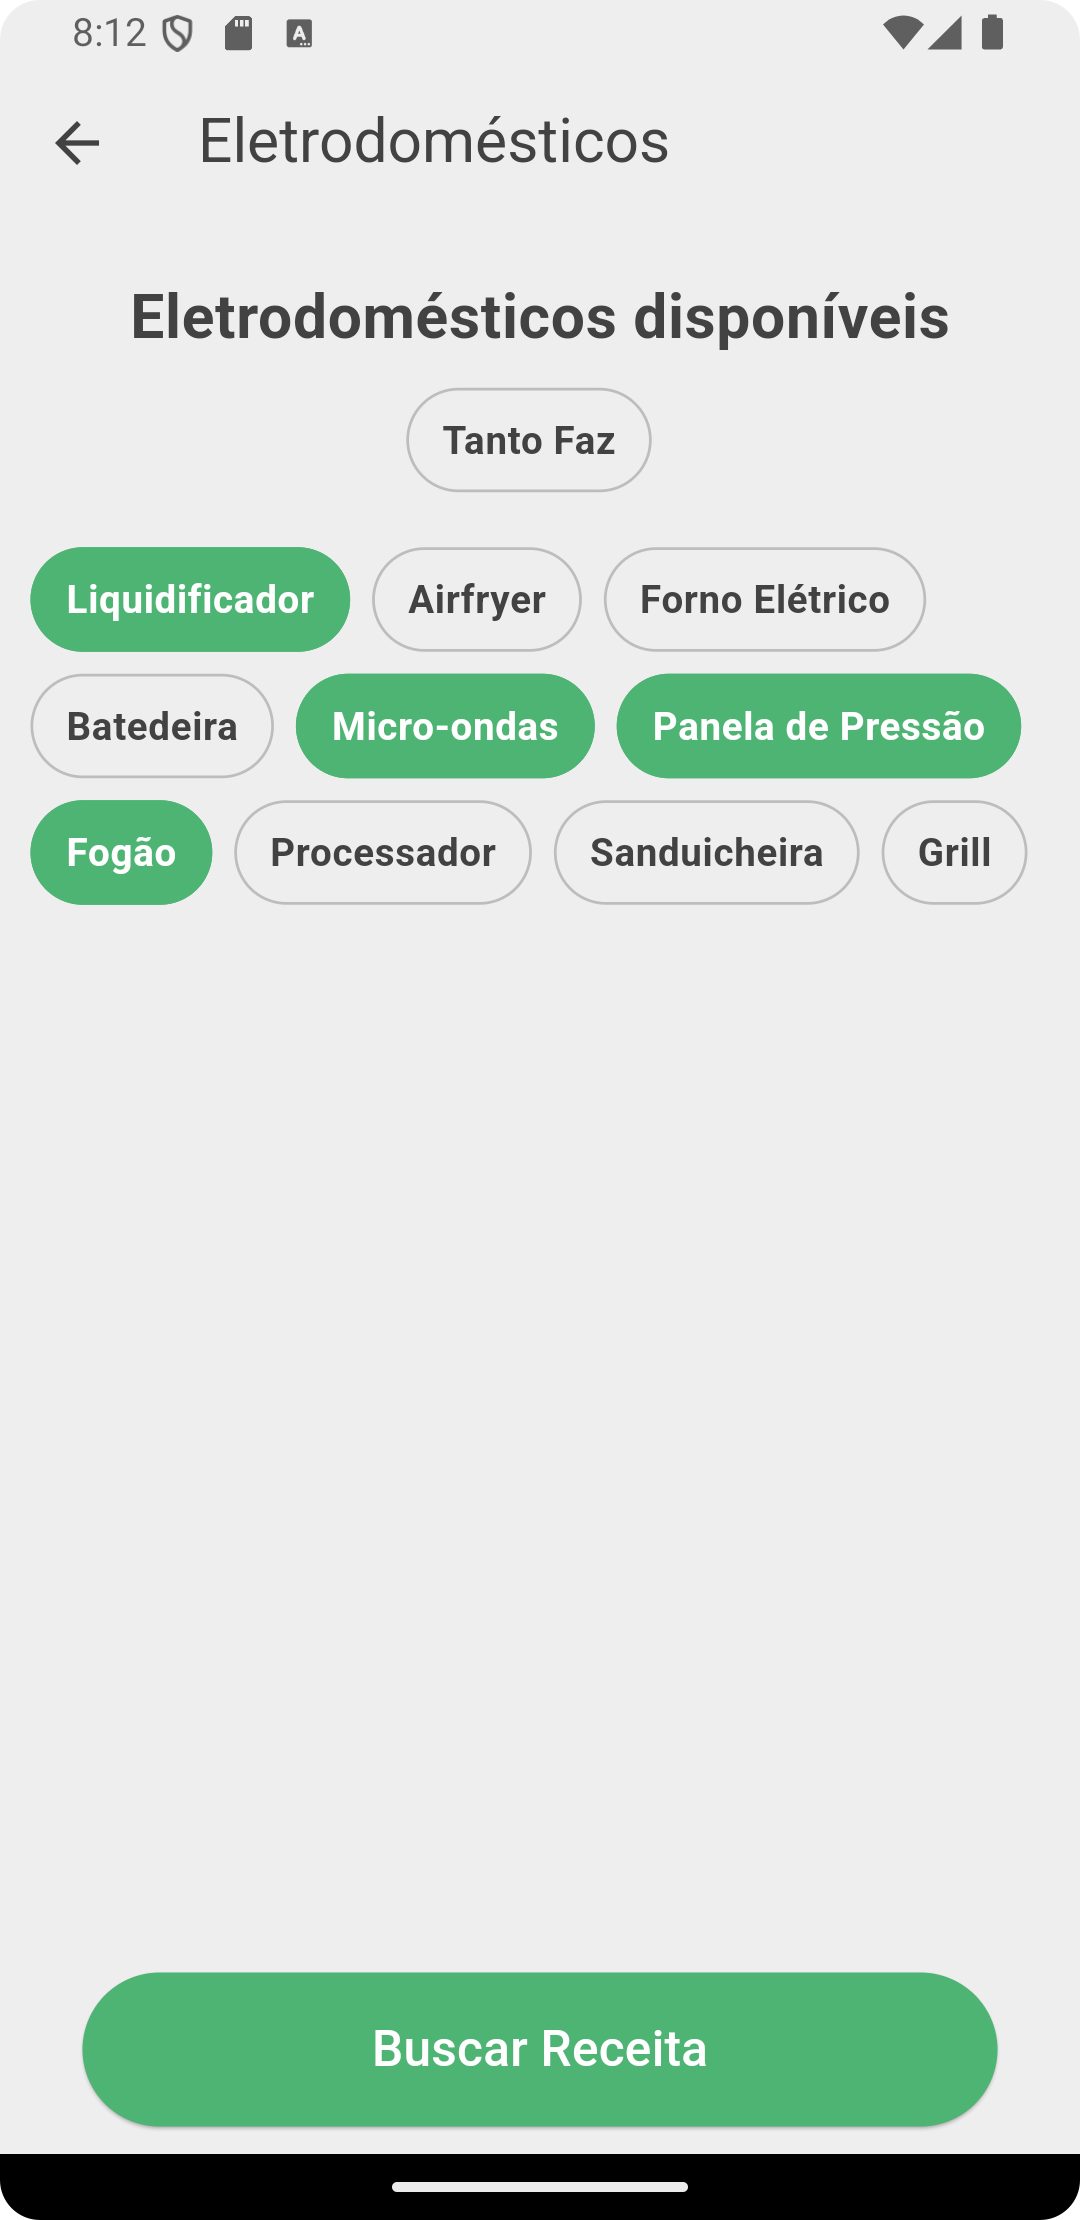 8:12
Eletrodomésticos
Eletrodomésticos disponíveis
Tanto Faz
Liquidificador Airfryer Forno Elétrico
Batedeira Micro-ondas Panela de Pressão
Fogão Processador Sanduicheira Grill
Buscar Receita